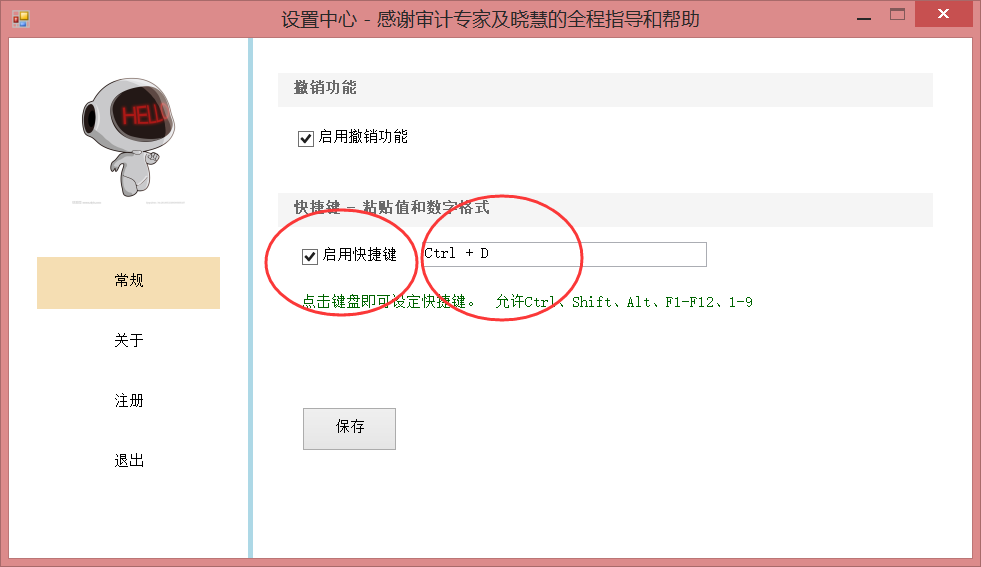 设置中心 - 感谢审计专家及晓慧的全程指导和帮助
HELL
撤销功能
启用撤销功能
快捷键 - 粘贴值和数字格式
启用快捷键
Ctrl + D
点击键盘即可设定快捷键。 允许Ctrl、Shift、Alt、F1-F12、1-9
常规
关于
注册
退出
保存